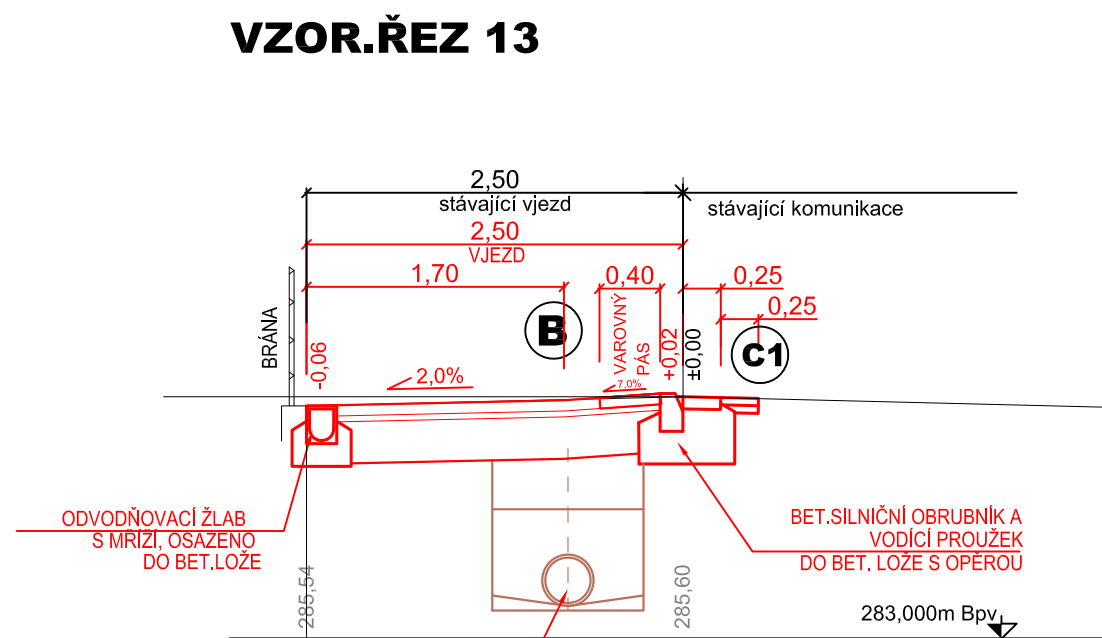 VZOR.ŘEZ 13
2,50
stávající vjezd
stávající komunikace
2,50
VJEZD
1,70
0,40
0,25
0,25
BRÁNA
-0,06
B
VAROVNÝ
PÁS
+0,02
±0,00
C1
2,0%
7,0%
ODVODŇOVACÍ ŽLAB
S MŘÍŽÍ, OSAZENO
DO BET.LOŽE
BET.SILNIČNÍ OBRUBNÍK A
VODÍCÍ PROUŽEK
DO BET. LOŽE S OPĚROU
285,54
285,60
283,000m Bpv